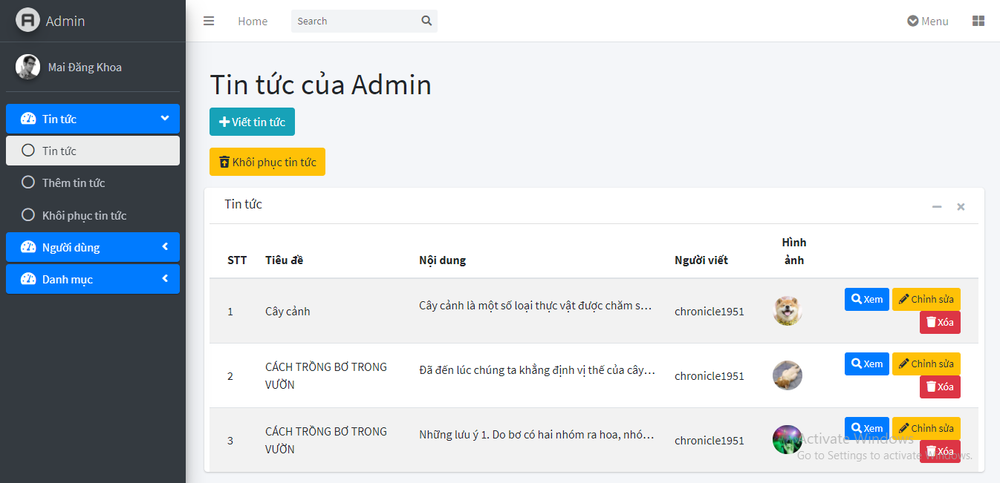 Admin
Home
Search
Menu
Mai Đăng Khoa
Tin tức
Tin tức
Thêm tin tức
Khôi phục tin tức
Người dùng
Danh mục
Tin tức của Admin
Viết tin tức
Khôi phục tin tức
Tin tức
STT Tiêu đề Nội dung Người viết Hình
ảnh
1 Cây cảnh Cây cảnh là một số loại thực vật được chăm s... chronicle1951 Xem Chỉnh sửa
Xóa
2 CÁCH TRỒNG BƠ TRONG
VƯỜN Đã đến lúc chúng ta khẳng định vị thế của cây... chronicle1951 Xem Chỉnh sửa
Xóa
3 CÁCH TRỒNG BƠ TRONG
VƯỜN Những lưu ý 1. Do bơ có hai nhóm ra hoa, nhó... chronicle1951 Xem Chỉnh sửa
Xóa
Activate Windows
Go to Settings to activate Windows.